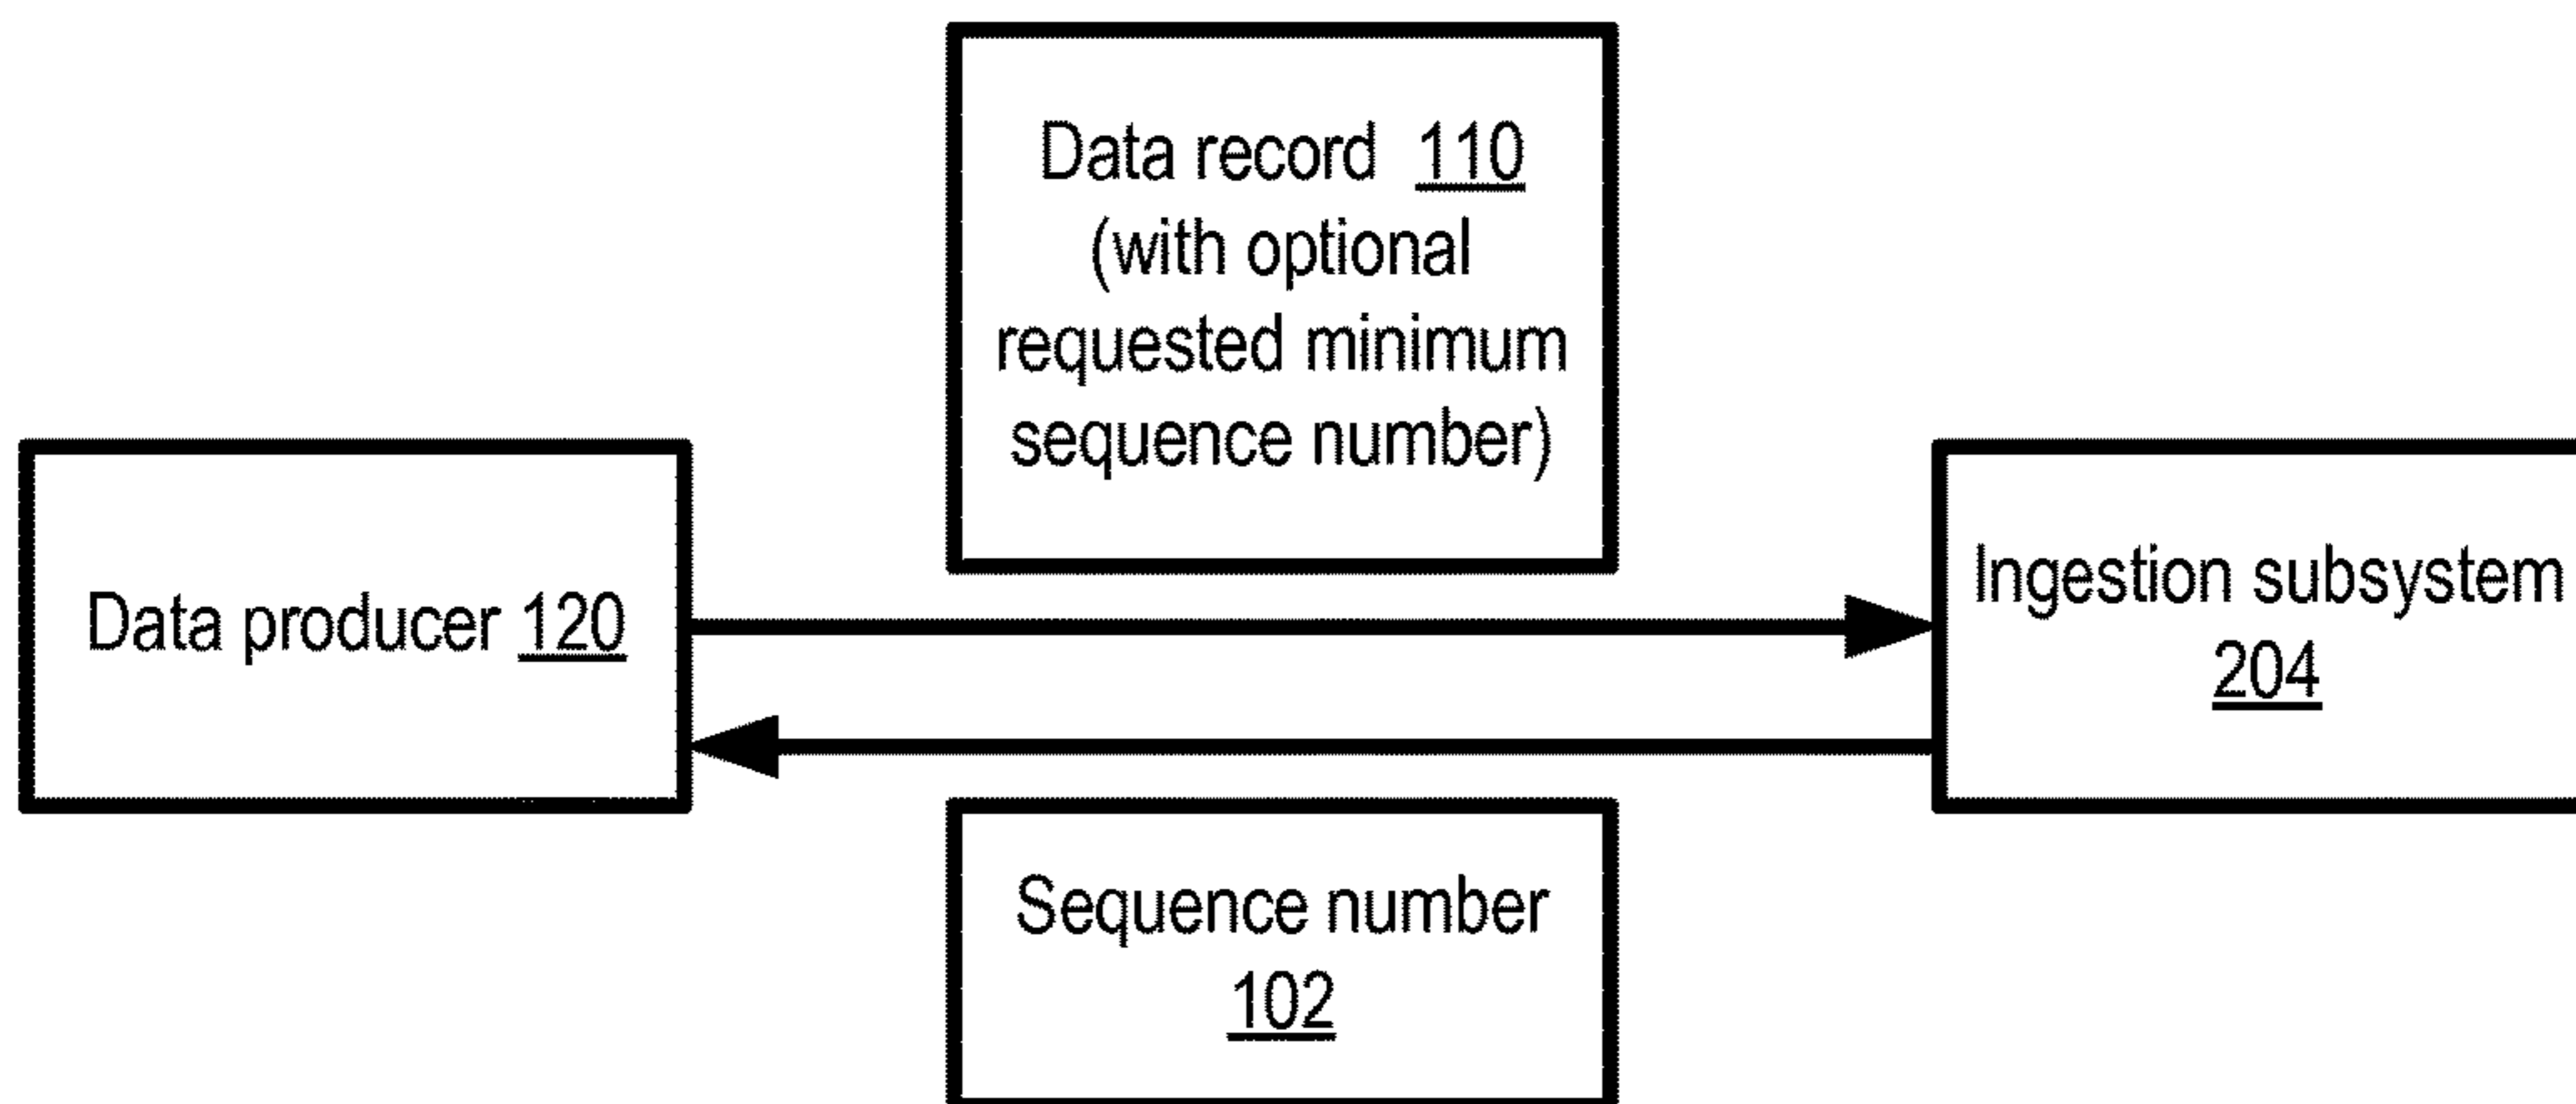 Data record 110
(with optional
requested minimum
sequence number)
Data producer 120
Ingestion subsystem
204
Sequence number
102